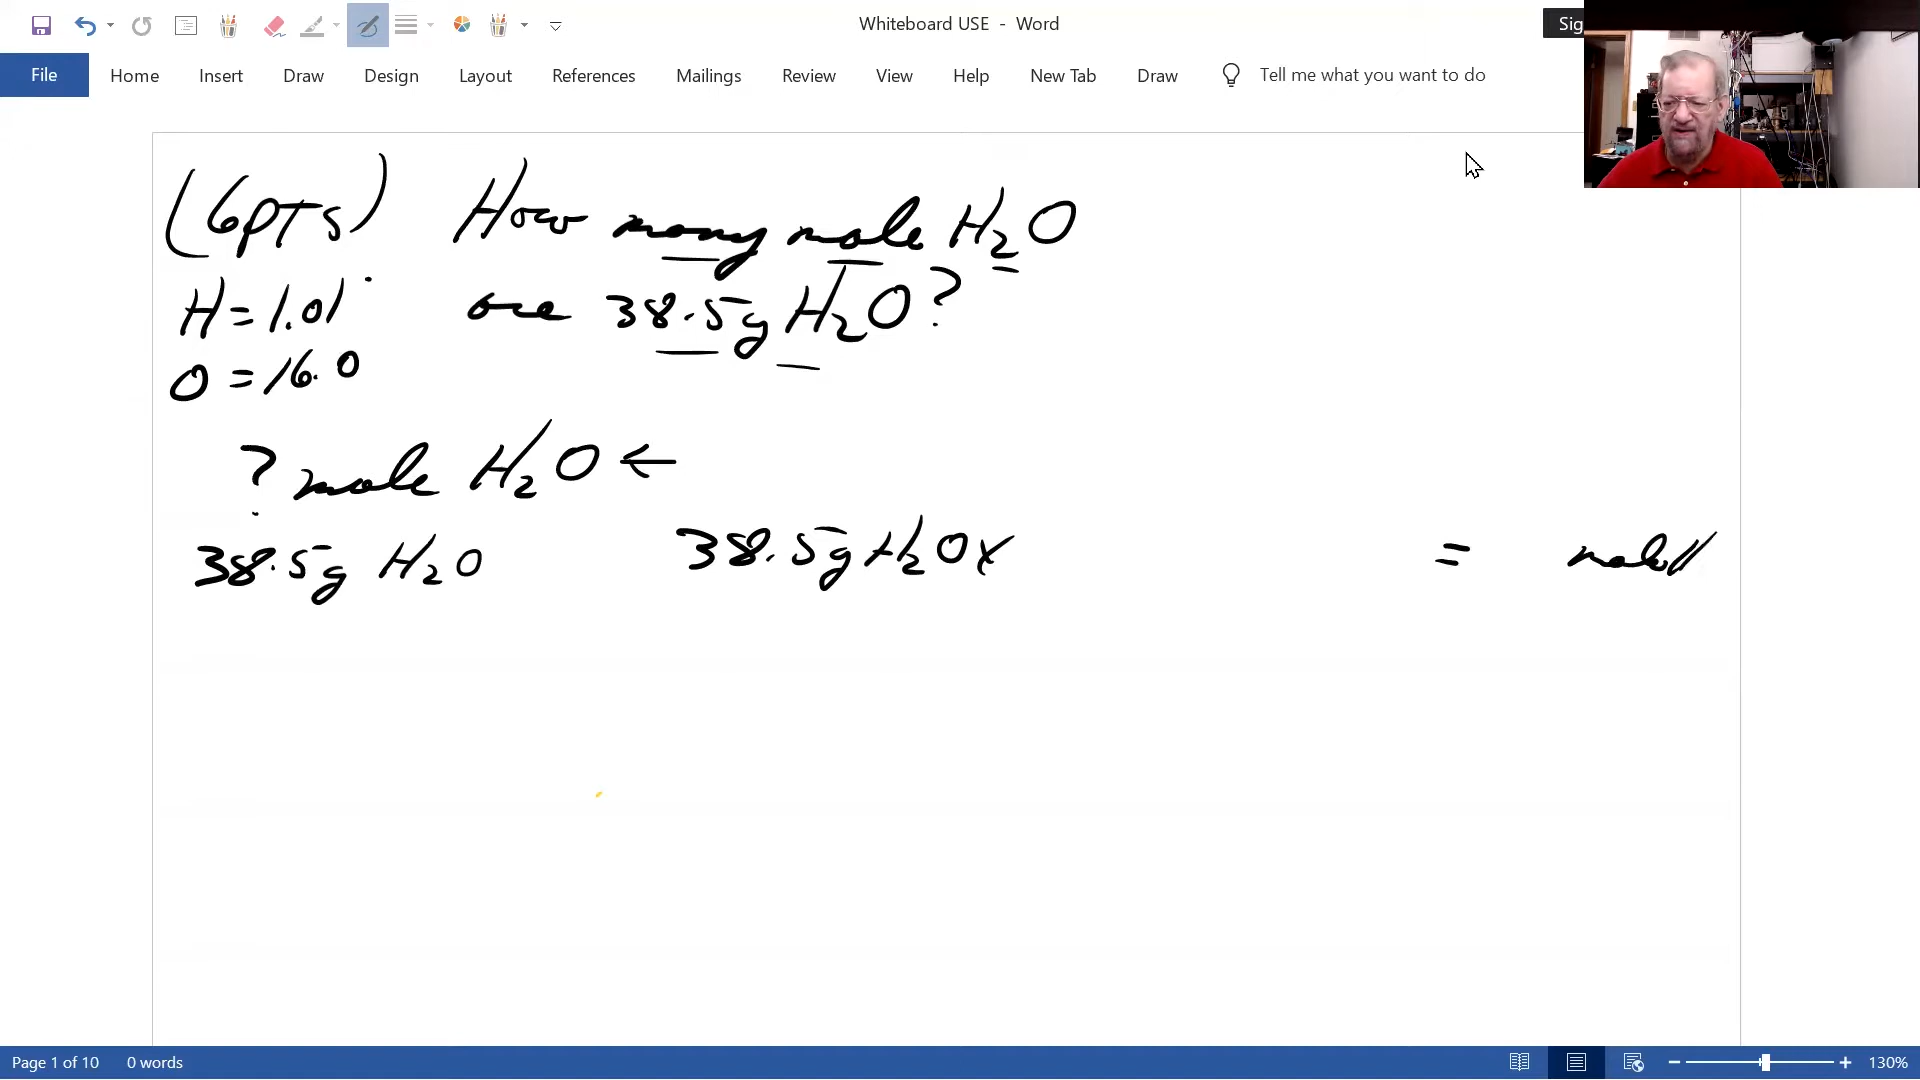 Whiteboard USE - Word
Sig
File Home Insert Draw Design Layout References Mailings Review View Help New Tab Draw Tell me what you want to do
(6pTs) How many mole H₂O
H = 1.01 are 38.5g H₂O?
O = 16.0
? mole H₂O ←
38.5g H₂O 38.5g H₂O x = mole//
Page 1 of 10 0 words 130%